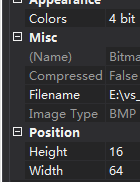 Appearance
Colors 4 bit
Misc
(Name) Bitma
Compressed False
Filename E:\vs_
Image Type BMP
Position
Height 16
Width 64